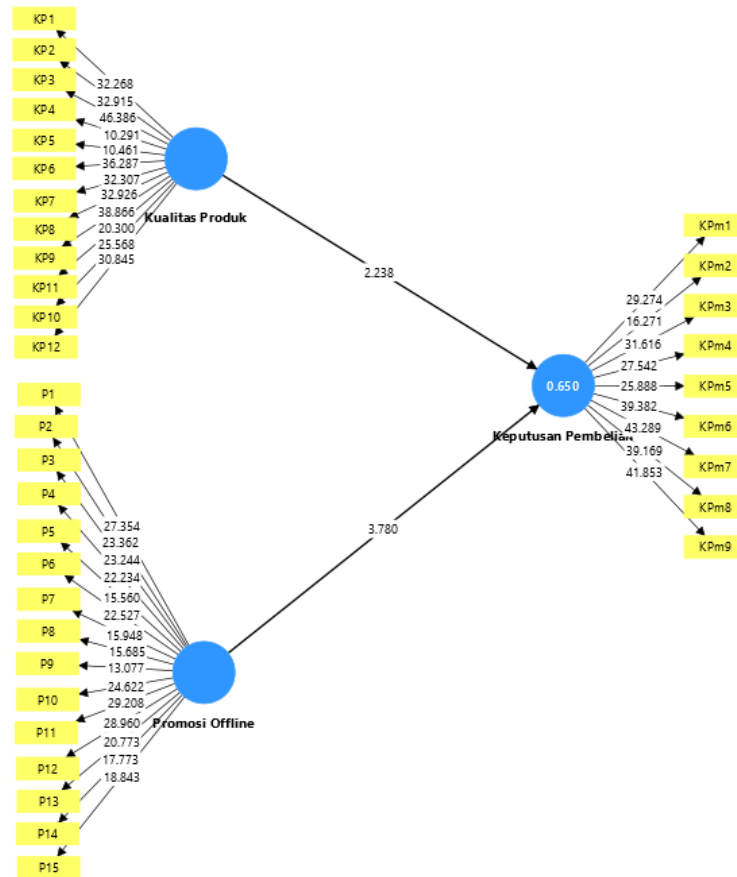 KP1
KP2
KP3
KP4
KP5
KP6
KP7
KP8
KP9
KP11
KP10
KP12
32.268
32.915
46.386
10.291
10.461
36.287
32.307
32.926
38.866
20.300
25.568
30.845
Kualitas Produk
2.238
P1
P2
P3
P4
P5
P6
P7
P8
P9
P10
P11
P12
P13
P14
P15
27.354
23.362
23.244
22.234
15.560
22.527
15.948
15.685
13.077
24.622
29.208
28.960
20.773
17.773
18.843
Promosi Offline
3.780
0.650
Keputusan Pembelian
29.274
16.271
31.616
27.542
25.888
39.382
43.289
39.169
41.853
KPm1
KPm2
KPm3
KPm4
KPm5
KPm6
KPm7
KPm8
KPm9